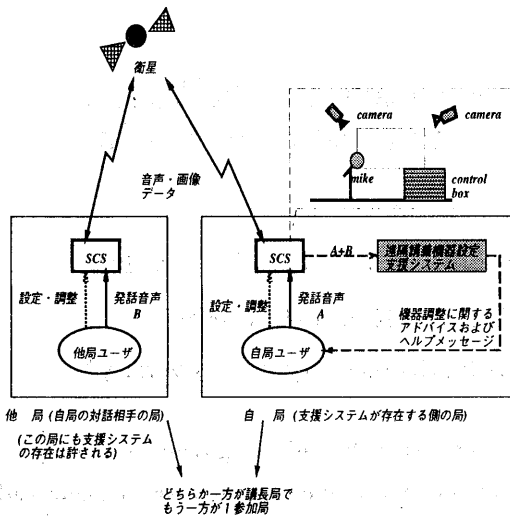 衛星
camera
camera
mike
control
box
音声・画像
データ
SCS
SCS
A+B
遠隔講義機器設定
支援システム
設定・調整
発話音声
B
設定・調整
発話音声
A
機器調整に関する
アドバイスおよび
ヘルプメッセージ
他局ユーザ
自局ユーザ
他 局 (自局の対話相手の局)
(この局にも支援システム
の存在は許される)
自 局 (支援システムが存在する側の局)
どちらか一方が議長局で
もう一方が1参加局